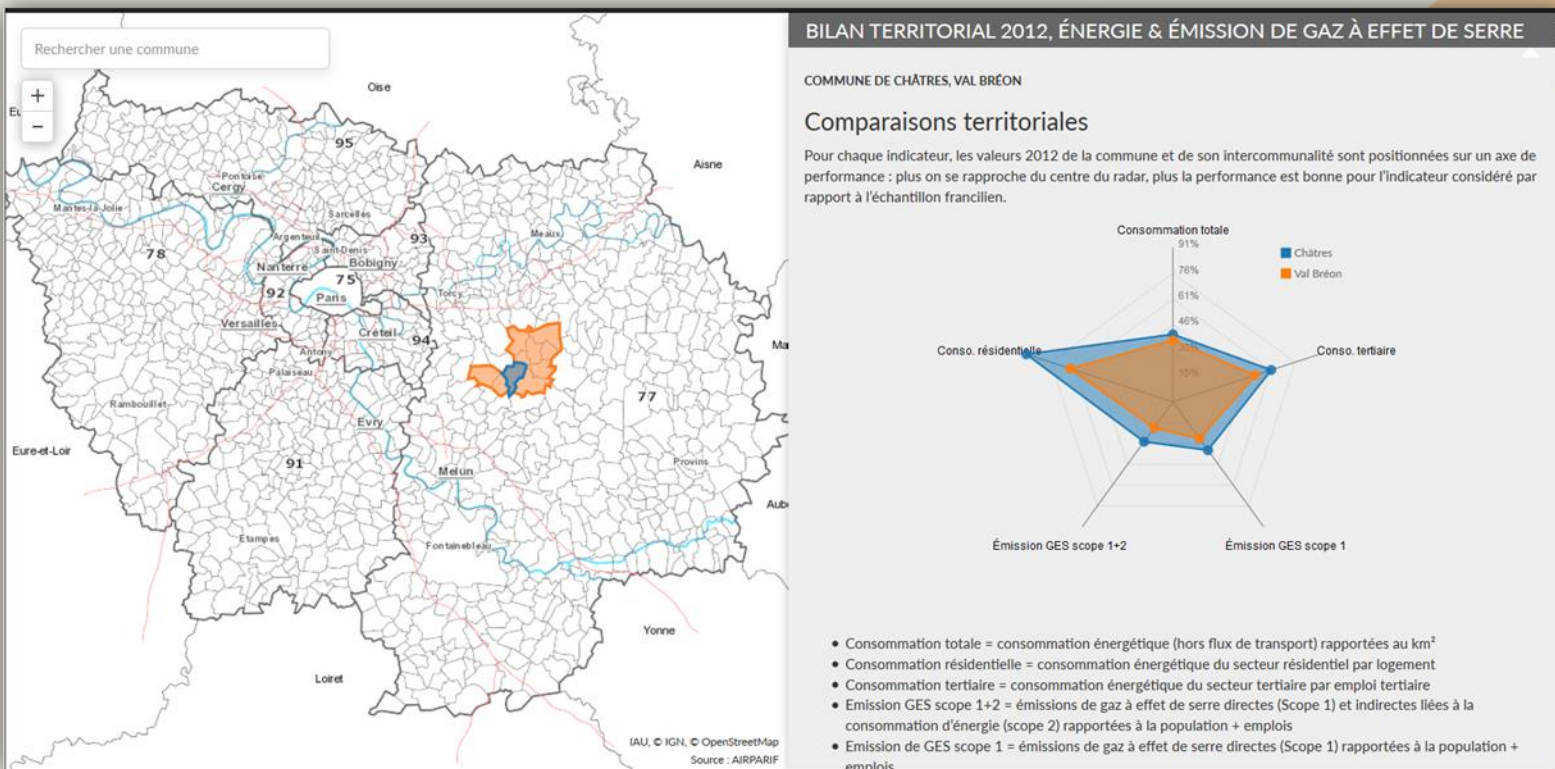 Rechercher une commune
+
−
Oise
Aisne
95
Pontoise
Cergy
Mantes-la-Jolie
Sarcelles
Meaux
Argenteuil
93
Saint-Denis
78
Nanterre
Bobigny
75
92
Paris
Torcy
Versailles
Créteil
94
Antony
Palaiseau
77
Rambouillet
Evry
Eure-et-Loir
91
Melun
Provins
Etampes
Fontainebleau
Yonne
Loiret
IAU, © IGN, © OpenStreetMap
Source : AIRPARIF
BILAN TERRITORIAL 2012, ÉNERGIE & ÉMISSION DE GAZ À EFFET DE SERRE
COMMUNE DE CHÂTRES, VAL BRÉON
Comparaisons territoriales
Pour chaque indicateur, les valeurs 2012 de la commune et de son intercommunalité sont positionnées sur un axe de
performance : plus on se rapproche du centre du radar, plus la performance est bonne pour l'indicateur considéré par
rapport à l'échantillon francilien.
Consommation totale
91%
Châtres
76%
Val Bréon
61%
46%
Conso. résidentielle
Conso. tertiaire
15%
Émission GES scope 1+2
Émission GES scope 1
• Consommation totale = consommation énergétique (hors flux de transport) rapportées au km²
• Consommation résidentielle = consommation énergétique du secteur résidentiel par logement
• Consommation tertiaire = consommation énergétique du secteur tertiaire par emploi tertiaire
• Emission GES scope 1+2 = émissions de gaz à effet de serre directes (Scope 1) et indirectes liées à la
consommation d'énergie (scope 2) rapportées à la population + emplois
• Emission de GES scope 1 = émissions de gaz à effet de serre directes (Scope 1) rapportées à la population +
emplois